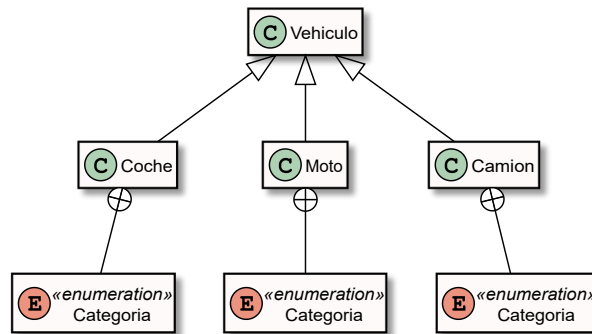 C Vehiculo
C Coche
C Moto
C Camion
E «enumeration»
Categoria
E «enumeration»
Categoria
E «enumeration»
Categoria